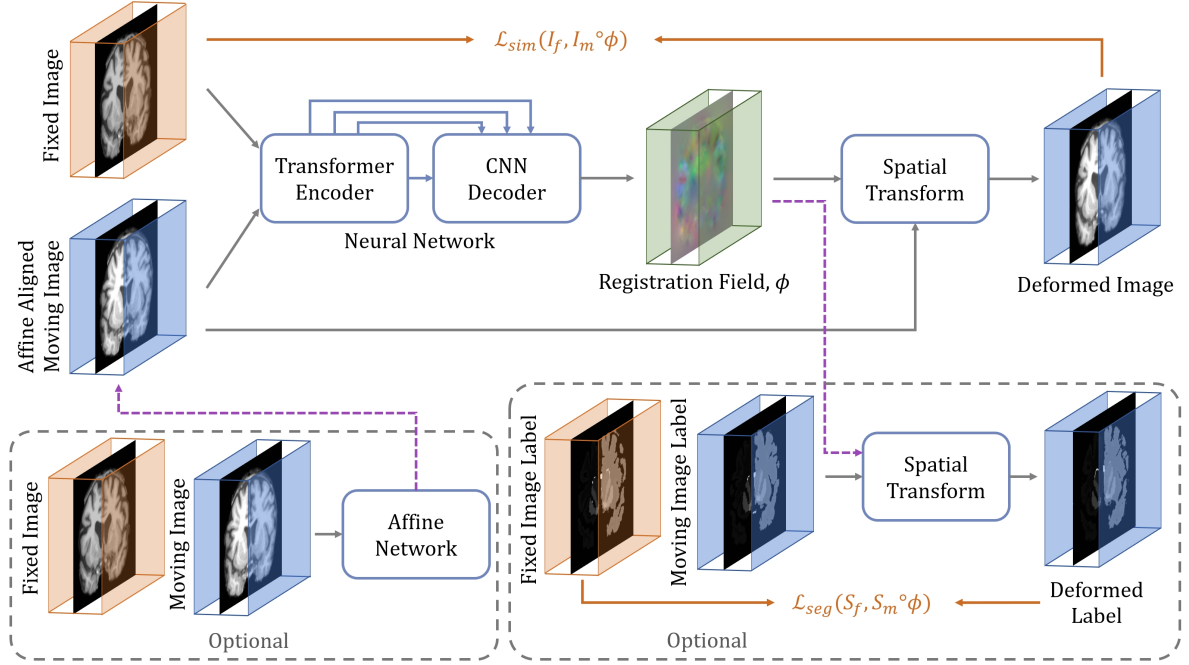 Fixed Image
ℒsim(If, Im°ϕ)
Transformer
Encoder
CNN
Decoder
Neural Network
Registration Field, ϕ
Spatial
Transform
Deformed Image
Affine Aligned
Moving Image
Fixed Image
Moving Image
Affine
Network
Optional
Fixed Image Label
Moving Image Label
Spatial
Transform
Deformed
Label
ℒseg(Sf, Sm°ϕ)
Optional